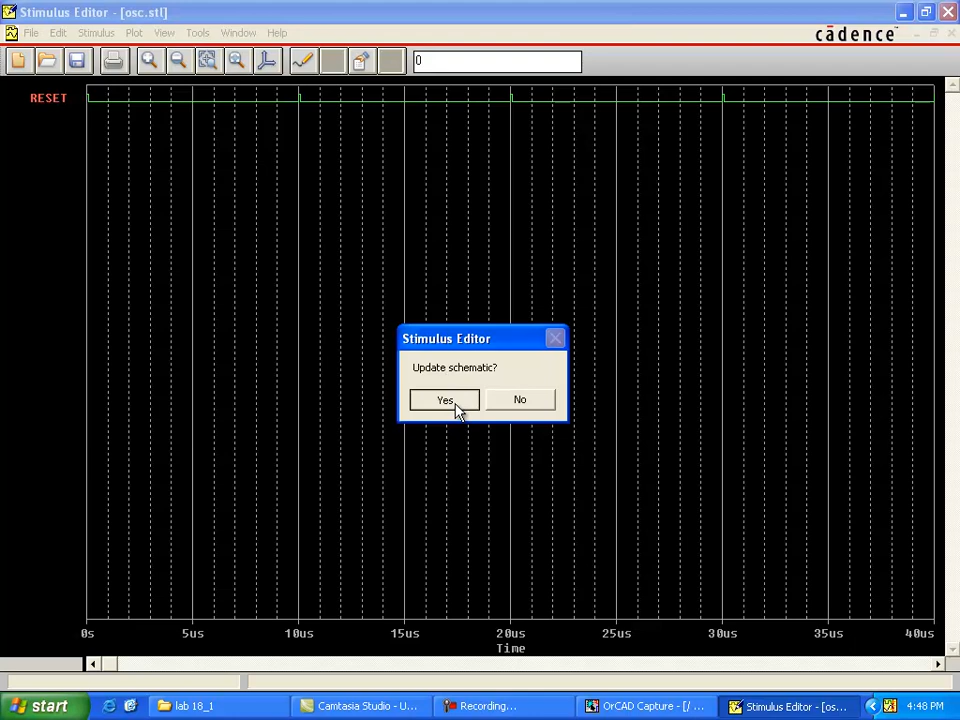 Stimulus Editor - [osc.stl]
File Edit Stimulus Plot View Tools Window Help
cādence
0
RESET
Stimulus Editor
Update schematic?
Yes No
0s 5us 10us 15us 20us 25us 30us 35us 40us
Time
start lab 18_1 Camtasia Studio - U... Recording... OrCAD Capture - [/ ... Stimulus Editor - [os... 4:48 PM